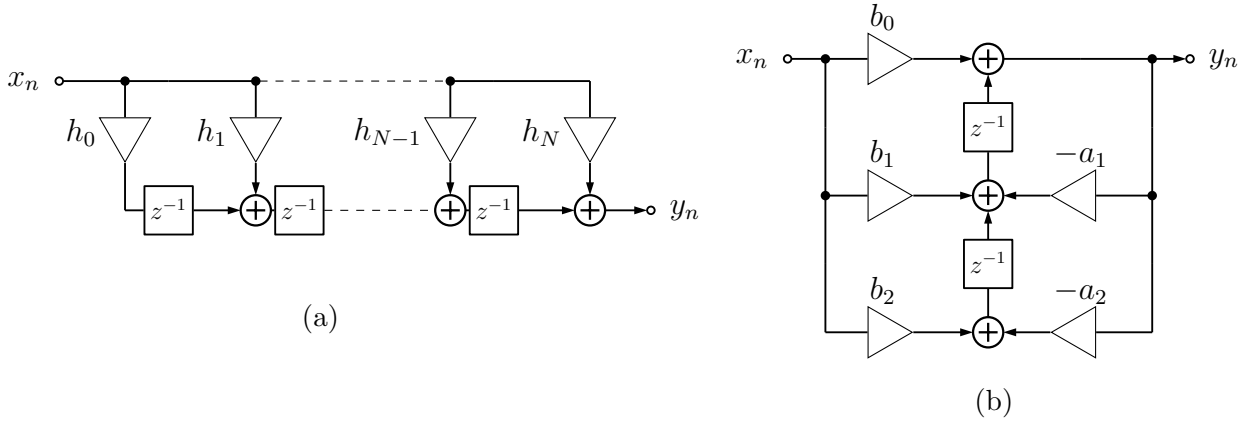 $x_n$
$h_0$
$h_1$
$h_{N-1}$
$h_N$
$z^{-1}$
$z^{-1}$
$z^{-1}$
$y_n$
(a)
$b_0$
$x_n$
$y_n$
$z^{-1}$
$b_1$
$-a_1$
$z^{-1}$
$b_2$
$-a_2$
(b)